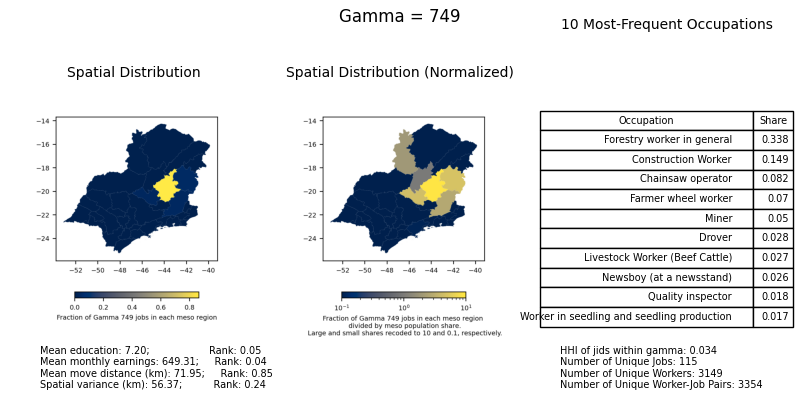 Gamma = 749
10 Most-Frequent Occupations
Spatial Distribution
Spatial Distribution (Normalized)
−14
−16
−18
−20
−22
−24
−52 −50 −48 −46 −44 −42 −40
0.0 0.2 0.4 0.6 0.8
Fraction of Gamma 749 jobs in each meso region
−14
−16
−18
−20
−22
−24
−52 −50 −48 −46 −44 −42 −40
10−1 100 101
Fraction of Gamma 749 jobs in each meso region
divided by meso population share.
Large and small shares recoded to 10 and 0.1, respectively.
Occupation Share
Forestry worker in general 0.338
Construction Worker 0.149
Chainsaw operator 0.082
Farmer wheel worker 0.07
Miner 0.05
Drover 0.028
Livestock Worker (Beef Cattle) 0.027
Newsboy (at a newsstand) 0.026
Quality inspector 0.018
Worker in seedling and seedling production 0.017
Mean education: 7.20; Rank: 0.05
Mean monthly earnings: 649.31; Rank: 0.04
Mean move distance (km): 71.95; Rank: 0.85
Spatial variance (km): 56.37; Rank: 0.24
HHI of jids within gamma: 0.034
Number of Unique Jobs: 115
Number of Unique Workers: 3149
Number of Unique Worker-Job Pairs: 3354